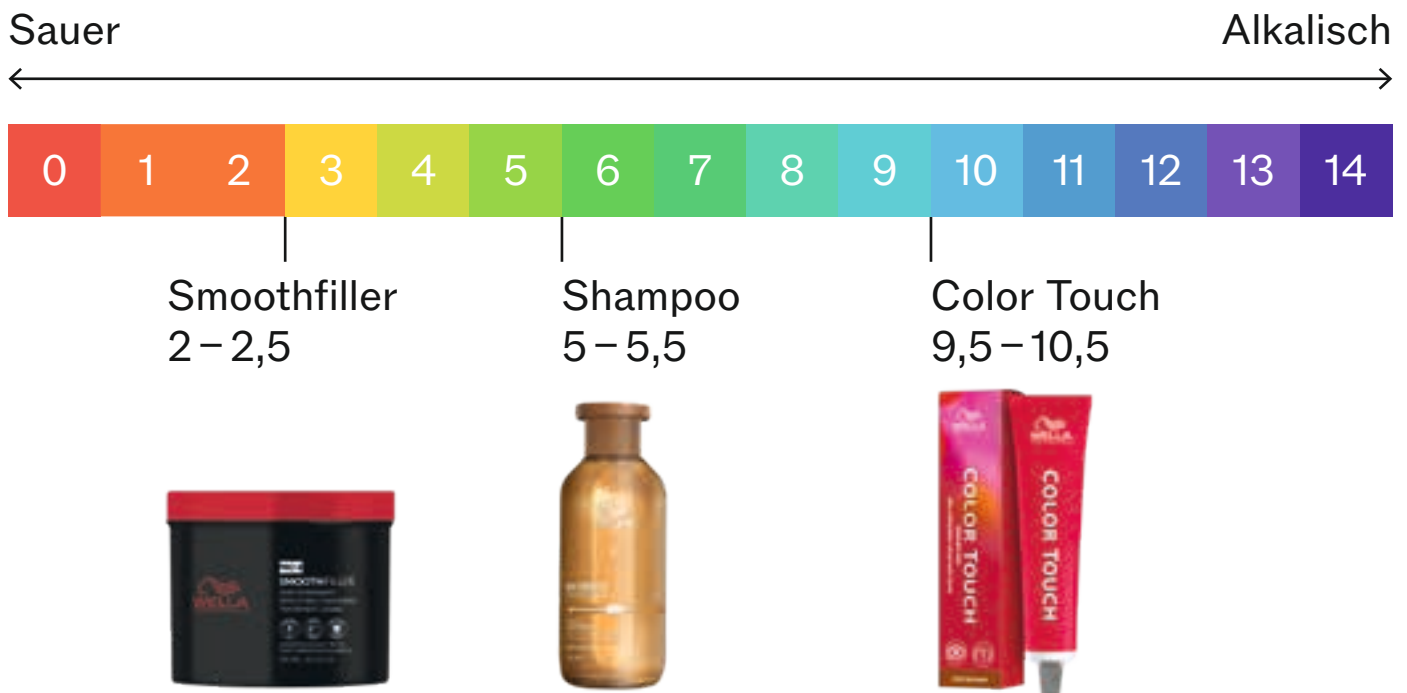 Sauer
Alkalisch
0 1 2 3 4 5 6 7 8 9 10 11 12 13 14
Smoothfiller
2 – 2,5
Shampoo
5 – 5,5
Color Touch
9,5 – 10,5
WELLA
SMOOTHFILLER
WELLA
COLOR TOUCH
WELLA
COLOR TOUCH